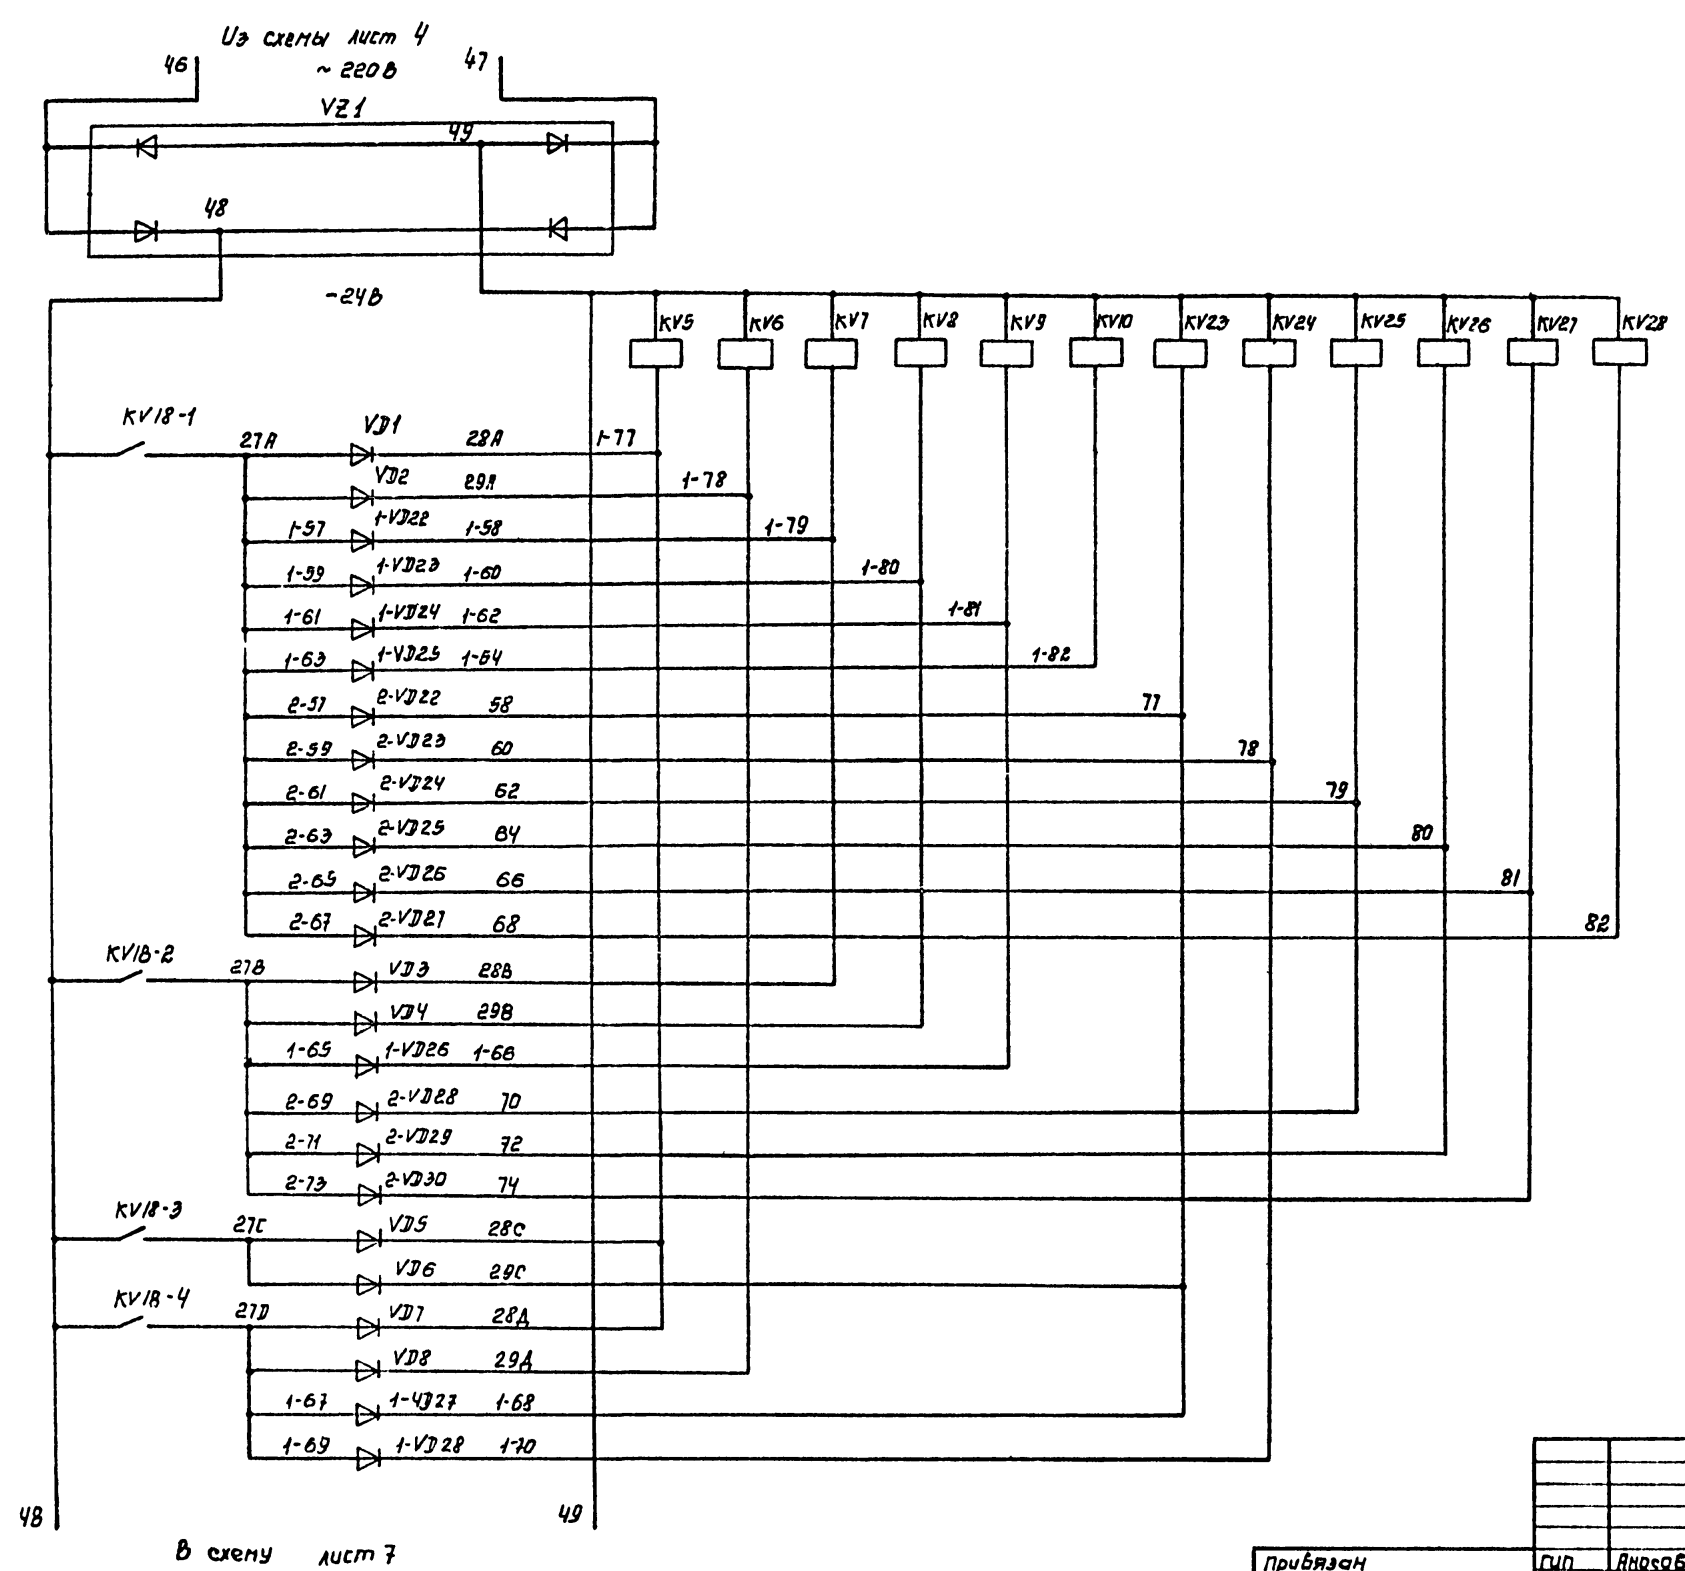 Из схемы лист 4
46 ~ 220В 47
VZ1
49
48
-24В
KV5 KV6 KV7 KV8 KV9 KV10 KV23 KV24 KV25 KV26 KV27 KV28
KV18-1 27А VD1 28А 1-77
VD2 29А 1-78
1-57 1-VD22 1-58 1-79
1-59 1-VD23 1-60 1-80
1-61 1-VD24 1-62 1-81
1-63 1-VD25 1-64 1-82
2-57 2-VD22 58 77
2-59 2-VD23 60 78
2-61 2-VD24 62 79
2-63 2-VD25 64 80
2-65 2-VD26 66 81
2-67 2-VD27 68 82
KV18-2 27В VD3 28В
VD4 29В
1-65 1-VD26 1-66
2-69 2-VD28 70
2-71 2-VD29 72
2-73 2-VD30 74
KV18-3 27С VD5 28С
VD6 29С
KV18-4 27D VD7 28Д
VD8 29Д
1-67 1-VD27 1-68
1-69 1-VD28 1-70
48 49
В схему лист 7
Привязан ГИП